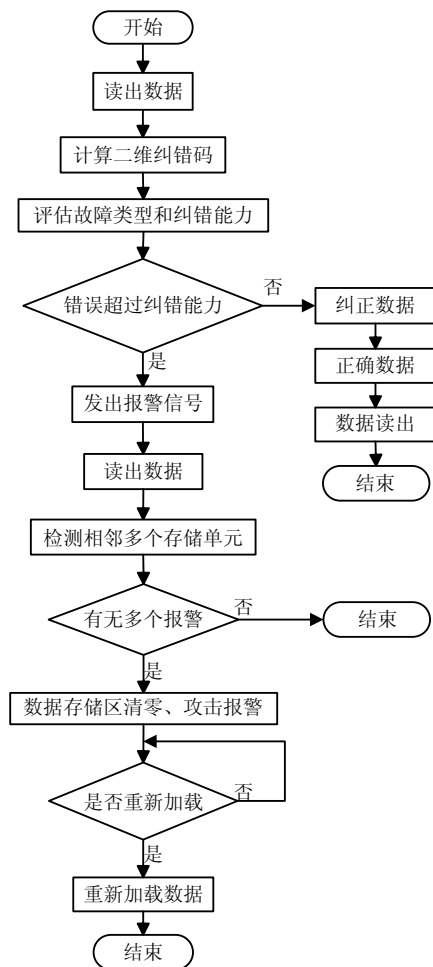 开始
读出数据
计算二维纠错码
评估故障类型和纠错能力
错误超过纠错能力
否
纠正数据
正确数据
数据读出
结束
是
发出报警信号
读出数据
检测相邻多个存储单元
有无多个报警
否
结束
是
数据存储区清零、攻击报警
是否重新加载
否
是
重新加载数据
结束